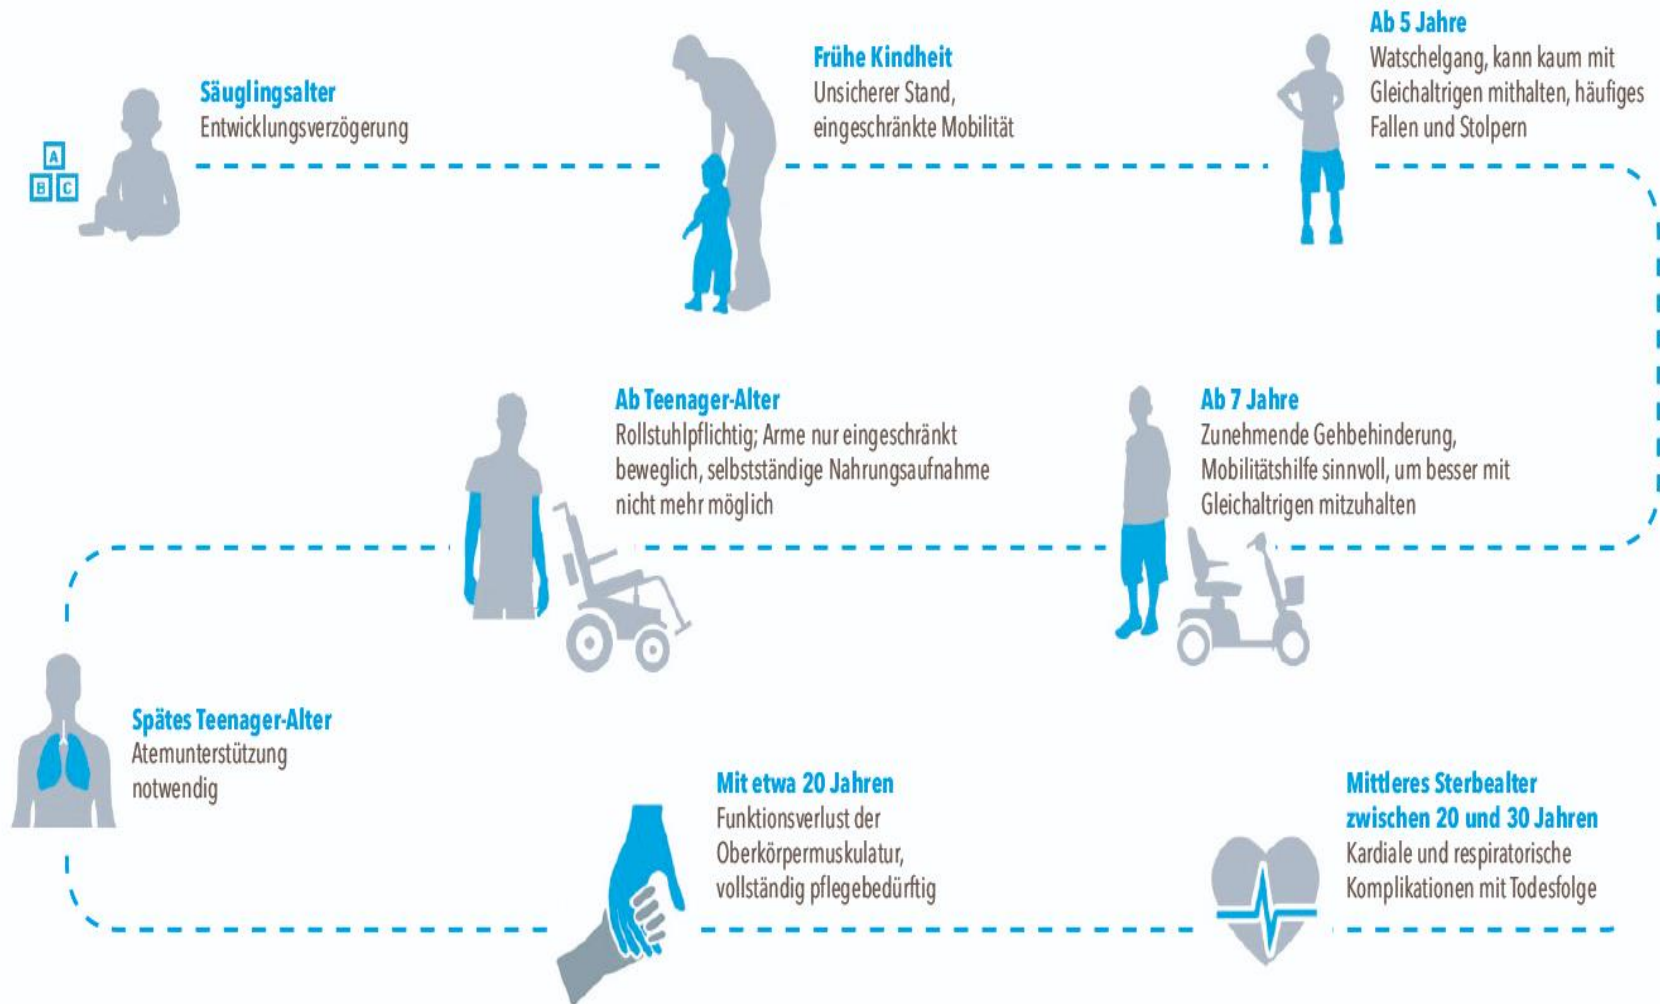 A
B C
Säuglingsalter
Entwicklungsverzögerung
Frühe Kindheit
Unsicherer Stand,
eingeschränkte Mobilität
Ab 5 Jahre
Watschelgang, kann kaum mit
Gleichaltrigen mithalten, häufiges
Fallen und Stolpern
Ab 7 Jahre
Zunehmende Gehbehinderung,
Mobilitätshilfe sinnvoll, um besser mit
Gleichaltrigen mitzuhalten
Ab Teenager-Alter
Rollstuhlpflichtig; Arme nur eingeschränkt
beweglich, selbstständige Nahrungsaufnahme
nicht mehr möglich
Spätes Teenager-Alter
Atemunterstützung
notwendig
Mit etwa 20 Jahren
Funktionsverlust der
Oberkörpermuskulatur,
vollständig pflegebedürftig
Mittleres Sterbealter
zwischen 20 und 30 Jahren
Kardiale und respiratorische
Komplikationen mit Todesfolge